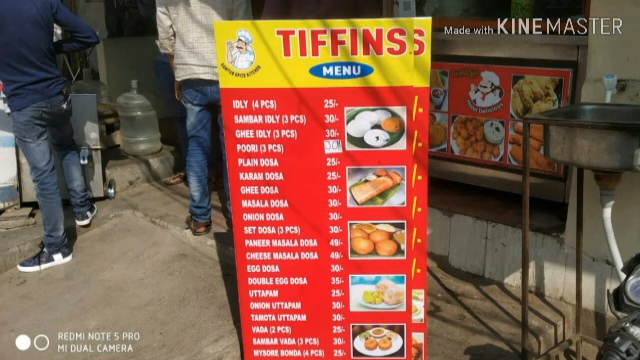 Made with KINEMASTER
TIFFINS S
MENU
IDLY (4 PCS) 25/-
SAMBAR IDLY (3 PCS) 30/-
GHEE IDLY (3 PCS) 30/-
POORI (3 PCS) 30/-
PLAIN DOSA 25/-
KARAM DOSA 25/-
GHEE DOSA 30/-
MASALA DOSA 30/-
ONION DOSA 30/-
SET DOSA (3 PCS) 30/-
PANEER MASALA DOSA 49/-
CHEESE MASALA DOSA 49/-
EGG DOSA 30/-
DOUBLE EGG DOSA 35/-
UTTAPAM 25/-
ONION UTTAPAM 30/-
TAMOTA UTTAPAM 30/-
VADA (2 PCS) 25/-
SAMBAR VADA (3 PCS) 30/-
MYSORE BONDA (4 PCS) 25/-
REDMI NOTE 5 PRO
MI DUAL CAMERA